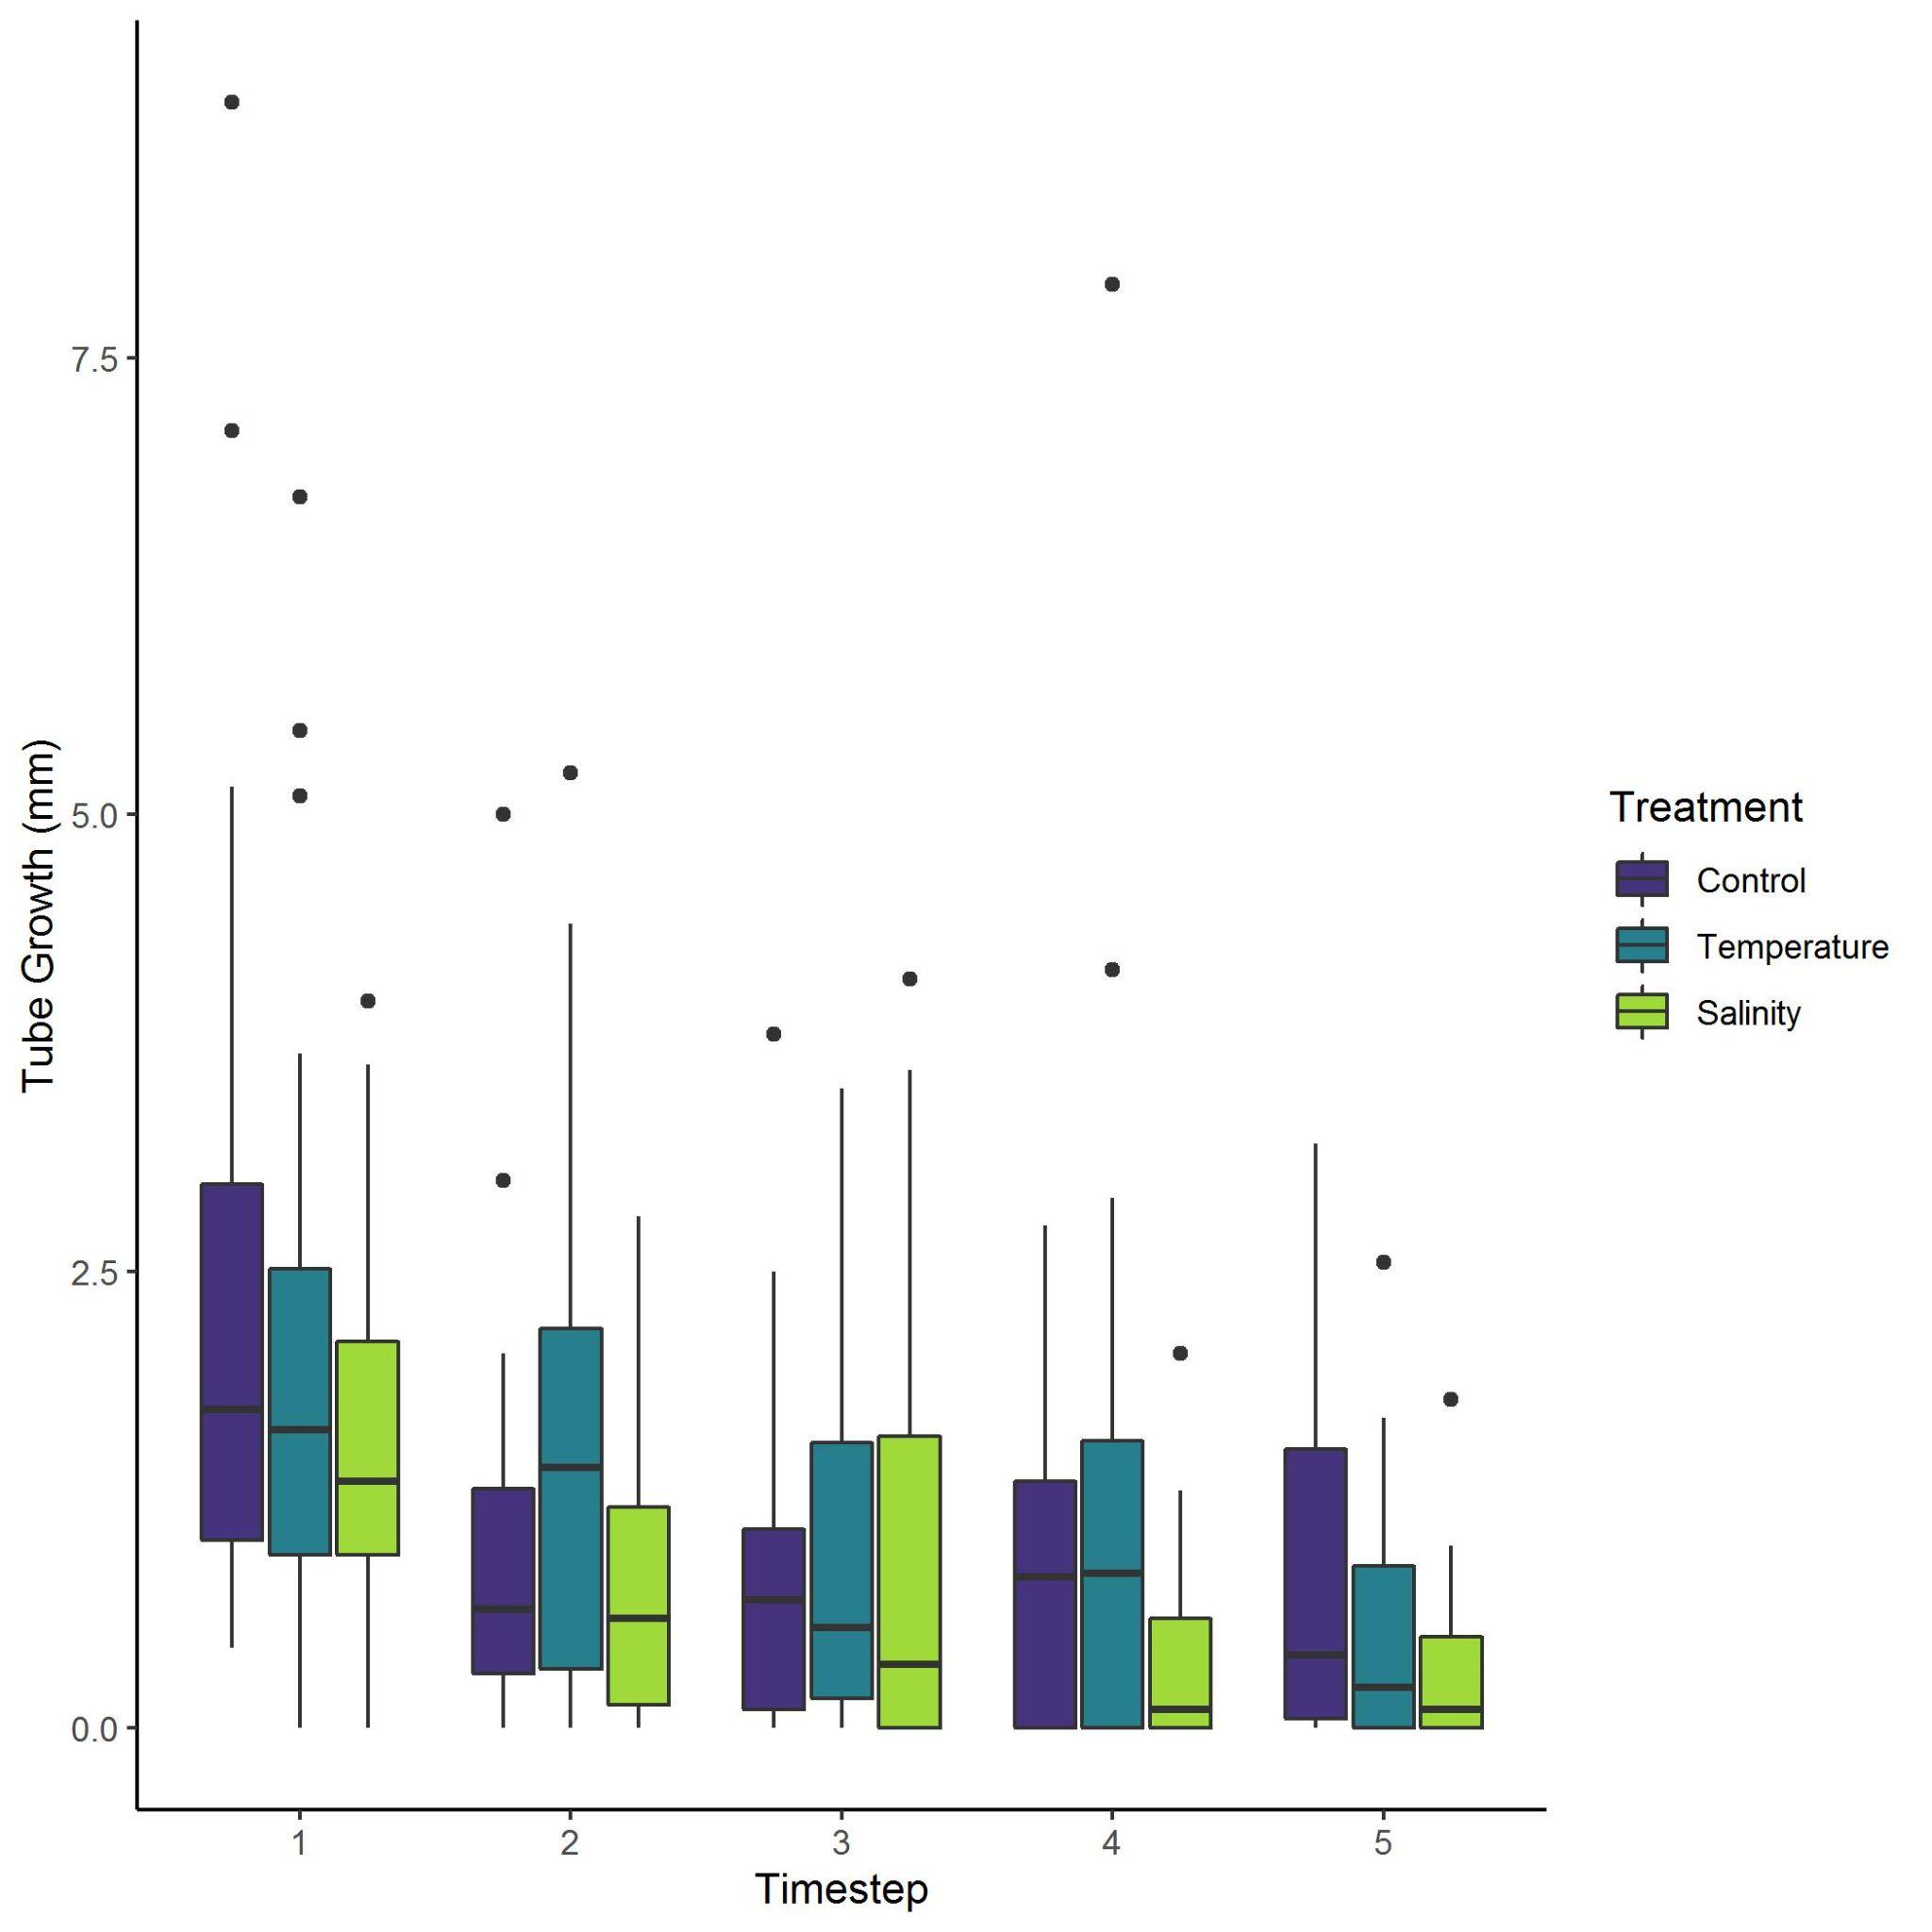 Tube Growth (mm)
7.5
5.0
2.5
0.0
1 2 3 4 5
Timestep
Treatment
Control
Temperature
Salinity